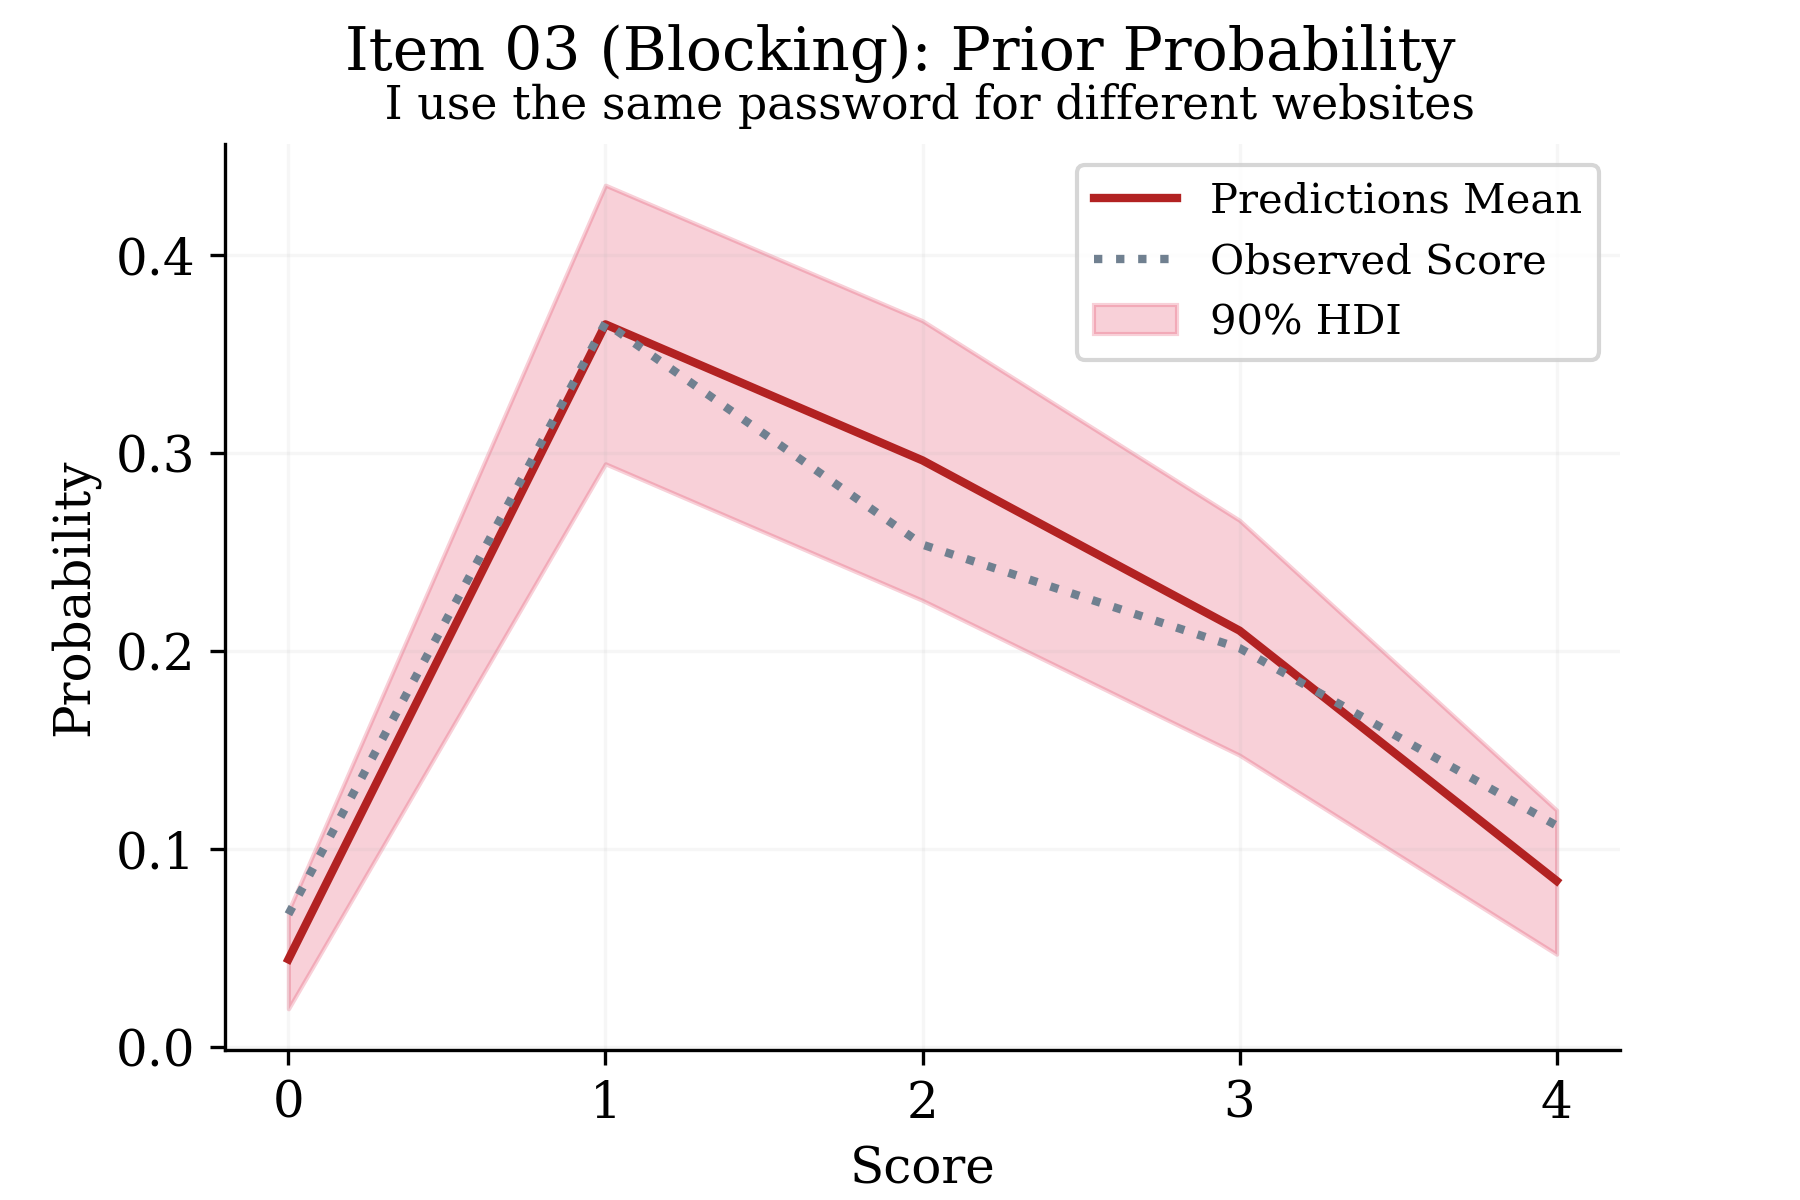 Item 03 (Blocking): Prior Probability
I use the same password for different websites
Predictions Mean
Observed Score
90% HDI
Probability
0.4
0.3
0.2
0.1
0.0
0 1 2 3 4
Score